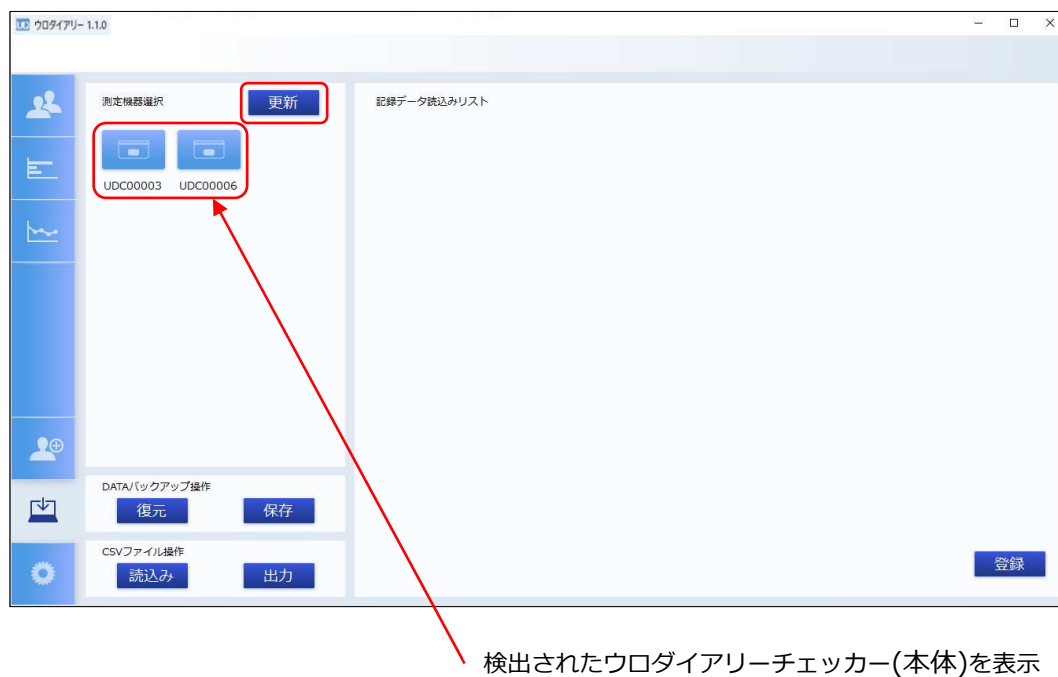 ウロダイアリー 1.1.0
測定機器選択
更新
記録データ読込みリスト
UDC00003
UDC00006
DATAバックアップ操作
復元
保存
CSVファイル操作
読込み
出力
登録
検出されたウロダイアリーチェッカー(本体)を表示